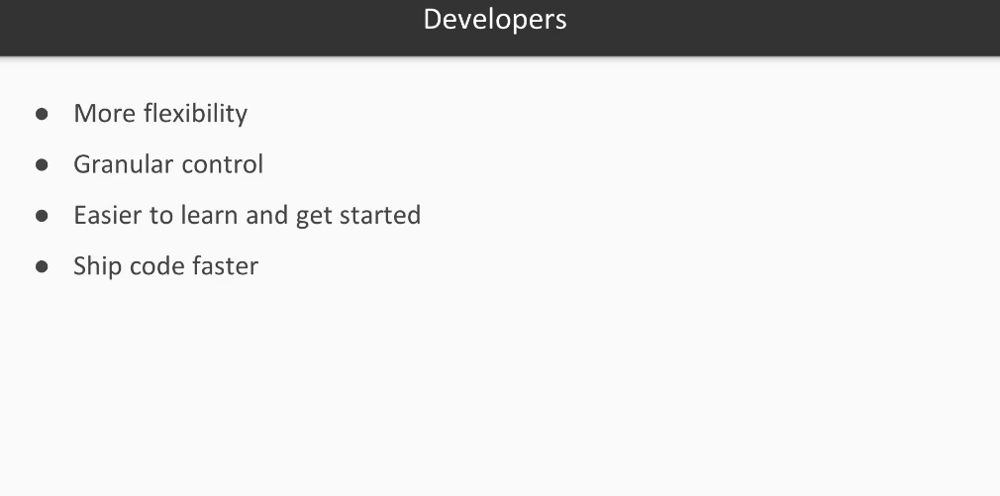 Developers
● More flexibility
● Granular control
● Easier to learn and get started
● Ship code faster